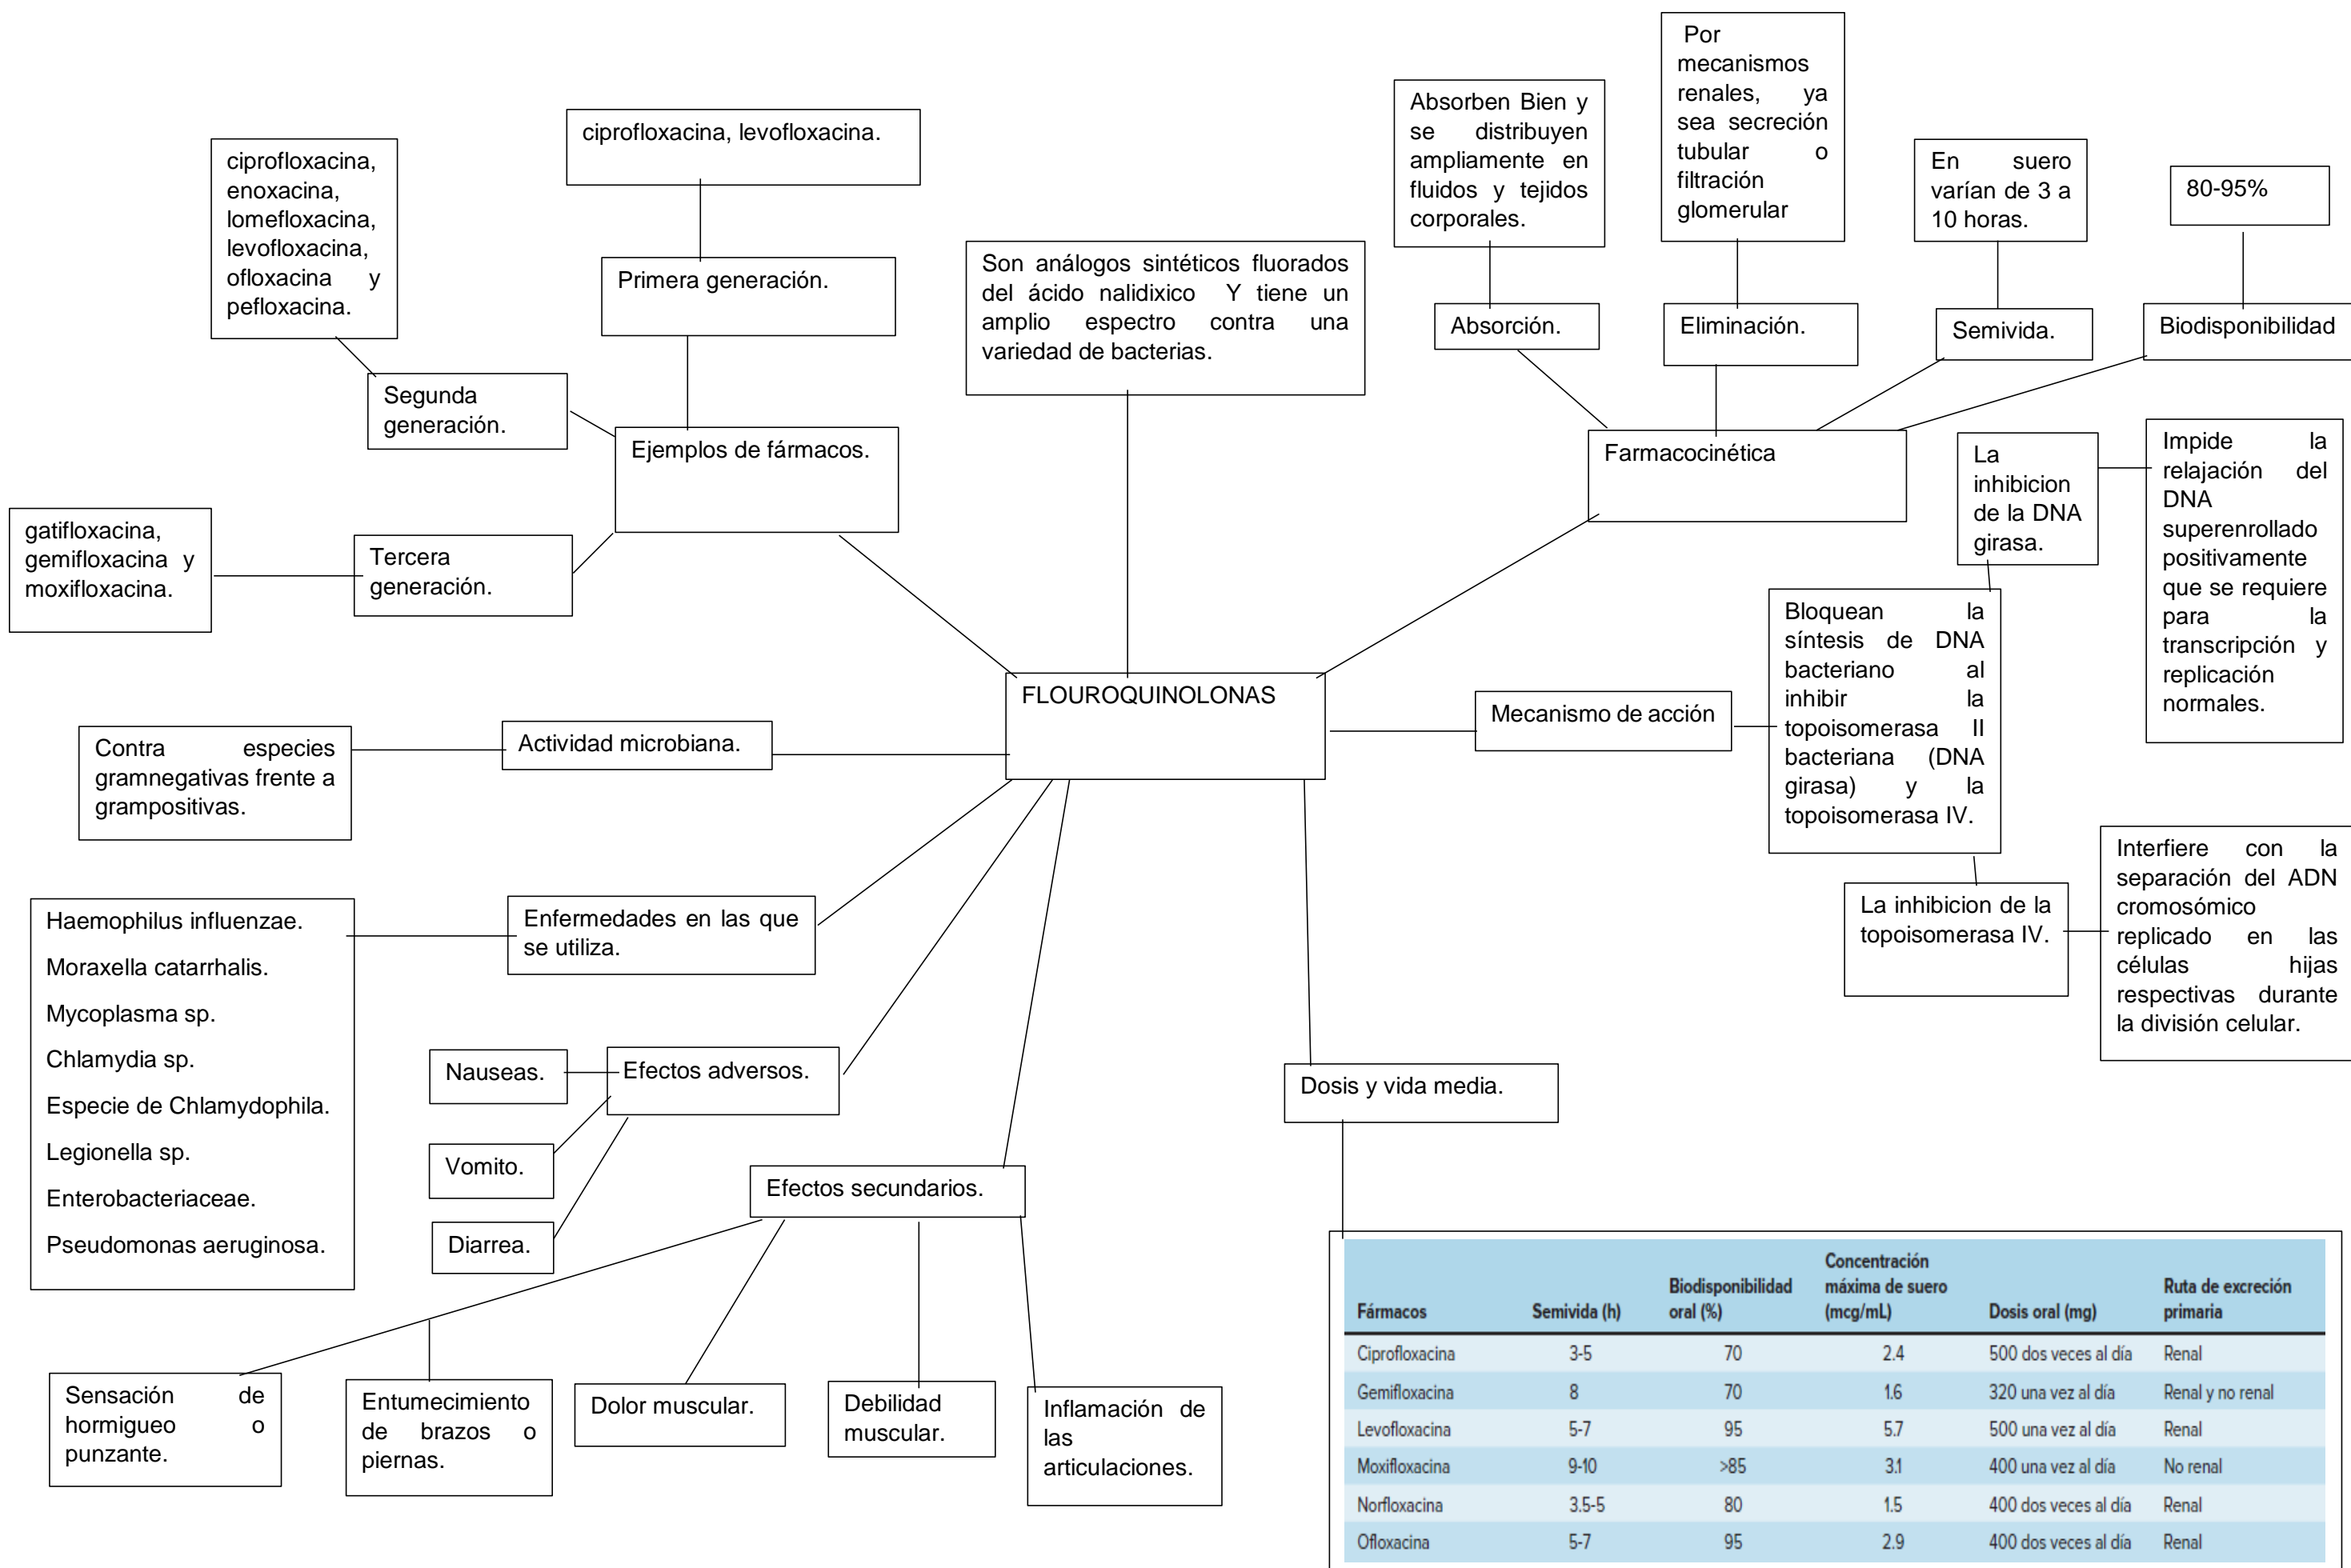 Por
mecanismos
renales, ya
sea secreción
tubular o
filtración
glomerular
Absorben Bien y
se distribuyen
ampliamente en
fluidos y tejidos
corporales.
ciprofloxacina, levofloxacina.
ciprofloxacina,
enoxacina,
lomefloxacina,
levofloxacina,
ofloxacina y
pefloxacina.
En suero
varían de 3 a
10 horas.
80-95%
Primera generación.
Son análogos sintéticos fluorados
del ácido nalidixico Y tiene un
amplio espectro contra una
variedad de bacterias.
Absorción.
Eliminación.
Semivida.
Biodisponibilidad
Segunda
generación.
Ejemplos de fármacos.
Farmacocinética
La
inhibicion
de la DNA
girasa.
Impide la
relajación del
DNA
superenrollado
positivamente
que se requiere
para la
transcripción y
replicación
normales.
gatifloxacina,
gemifloxacina y
moxifloxacina.
Tercera
generación.
Bloquean la
síntesis de DNA
bacteriano al
inhibir la
topoisomerasa II
bacteriana (DNA
girasa) y la
topoisomerasa IV.
FLOUROQUINOLONAS
Mecanismo de acción
Actividad microbiana.
Contra especies
gramnegativas frente a
grampositivas.
Interfiere con la
separación del ADN
cromosómico
replicado en las
células hijas
respectivas durante
la división celular.
La inhibicion de la
topoisomerasa IV.
Enfermedades en las que
se utiliza.
Haemophilus influenzae.
Moraxella catarrhalis.
Mycoplasma sp.
Chlamydia sp.
Especie de Chlamydophila.
Legionella sp.
Enterobacteriaceae.
Pseudomonas aeruginosa.
Efectos adversos.
Nauseas.
Vomito.
Diarrea.
Dosis y vida media.
Efectos secundarios.
Sensación de
hormigueo o
punzante.
Entumecimiento
de brazos o
piernas.
Dolor muscular.
Debilidad
muscular.
Inflamación de
las
articulaciones.
Fármacos Semivida (h) Biodisponibilidad oral (%) Concentración máxima de suero (mcg/mL) Dosis oral (mg) Ruta de excreción primaria
Ciprofloxacina 3-5 70 2.4 500 dos veces al día Renal
Gemifloxacina 8 70 1.6 320 una vez al día Renal y no renal
Levofloxacina 5-7 95 5.7 500 una vez al día Renal
Moxifloxacina 9-10 >85 3.1 400 una vez al día No renal
Norfloxacina 3.5-5 80 1.5 400 dos veces al día Renal
Ofloxacina 5-7 95 2.9 400 dos veces al día Renal